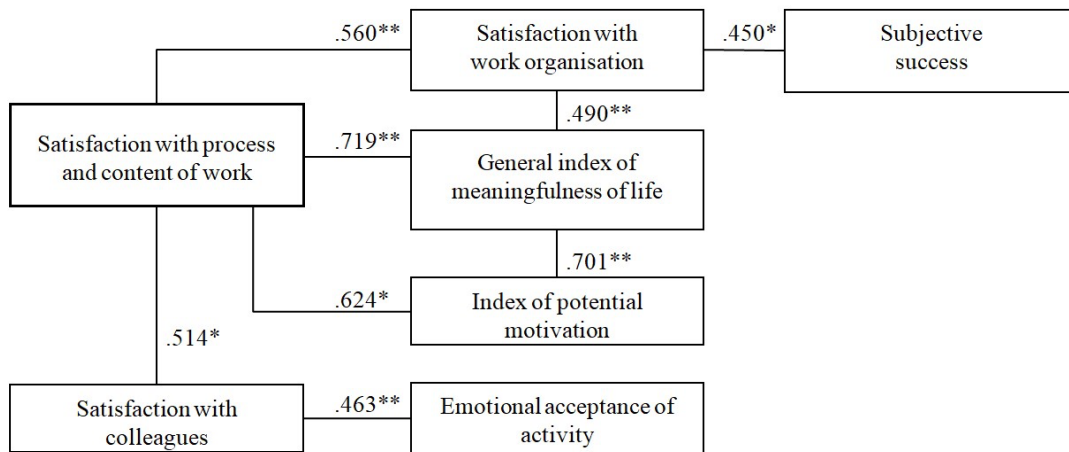 .560**
Satisfaction with
work organisation
.450*
Subjective
success
.490**
Satisfaction with process
and content of work
.719**
General index of
meaningfulness of life
.701**
.624*
Index of potential
motivation
.514*
Satisfaction with
colleagues
.463**
Emotional acceptance of
activity